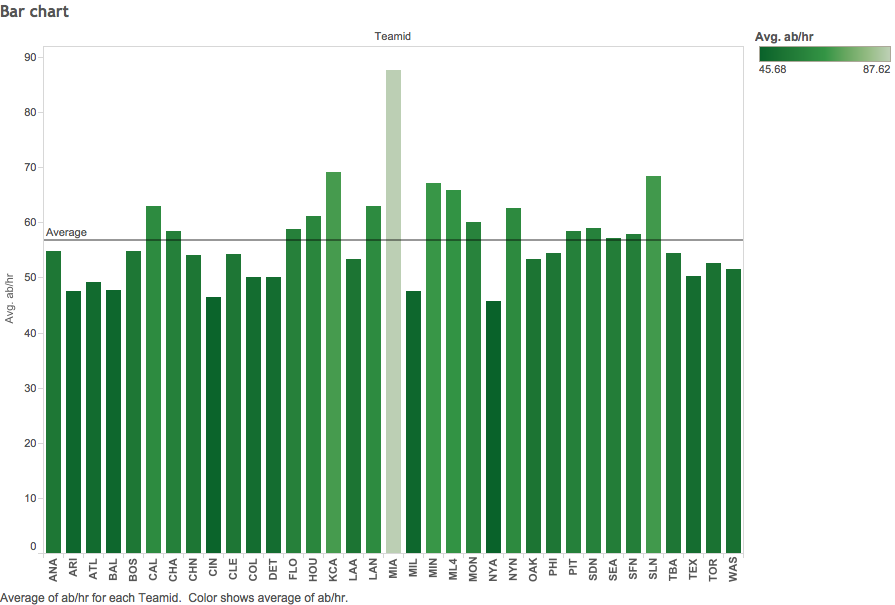 Bar chart
Teamid
Avg. ab/hr
45.68 87.62
90
80
70
60
Average
50
40
30
20
10
0
Avg. ab/hr
ANA ARI ATL BAL BOS CAL CHA CHN CIN CLE COL DET FLO HOU KCA LAA LAN MIA MIL MIN ML4 MON NYA NYN OAK PHI PIT SDN SEA SFN SLN TBA TEX TOR WAS
Average of ab/hr for each Teamid.  Color shows average of ab/hr.